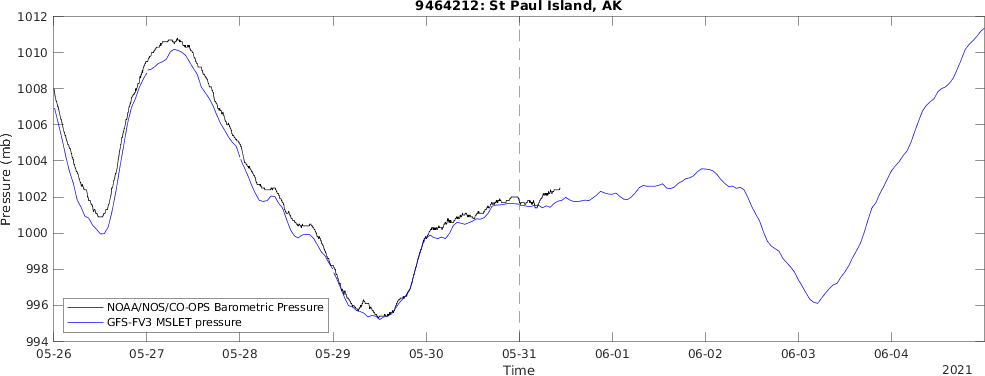 9464212: St Paul Island, AK
Pressure (mb)
1012
1010
1008
1006
1004
1002
1000
998
996
994
NOAA/NOS/CO-OPS Barometric Pressure
GFS-FV3 MSLET pressure
05-26 05-27 05-28 05-29 05-30 05-31 06-01 06-02 06-03 06-04
Time
2021